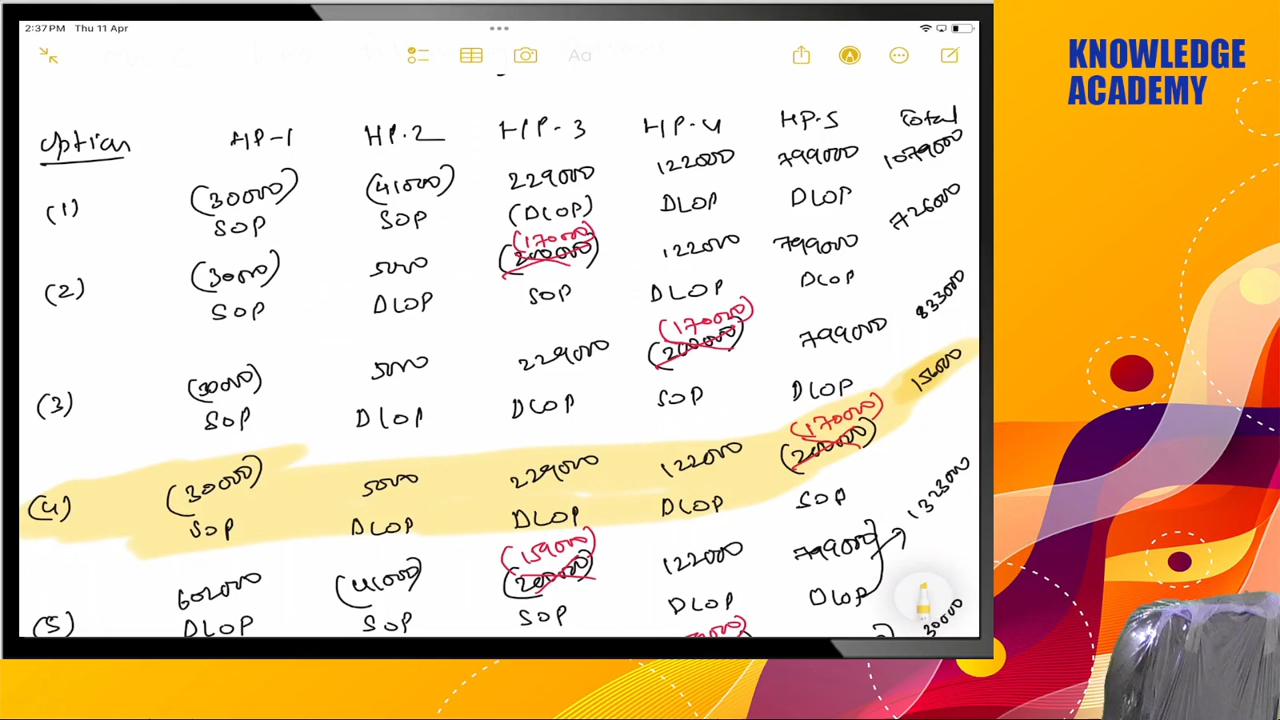 2:37 PM Thu 11 Apr
KNOWLEDGE
ACADEMY
Aa
Option HP-1 HP-2 HP-3 HP-4 HP-5 Total
(1) (30000) (41000) 229000 122000 799000 1079000
SOP SOP (DLOP) DLOP DLOP
(170000)
(2) (30000) 5000 (200000) 122000 799000 726000
SOP DLOP SOP DLOP DLOP
(170000)
(3) (30000) 5000 229000 (200000) 799000 833000
SOP DLOP DLOP SOP DLOP
(170000)
(4) (30000) 5000 229000 122000 (200000) 156000
SOP DLOP DLOP DLOP SOP
(159000)
(5) 602000 (41000) (200000) 122000 799000 1323000
DLOP SOP SOP DLOP DLOP